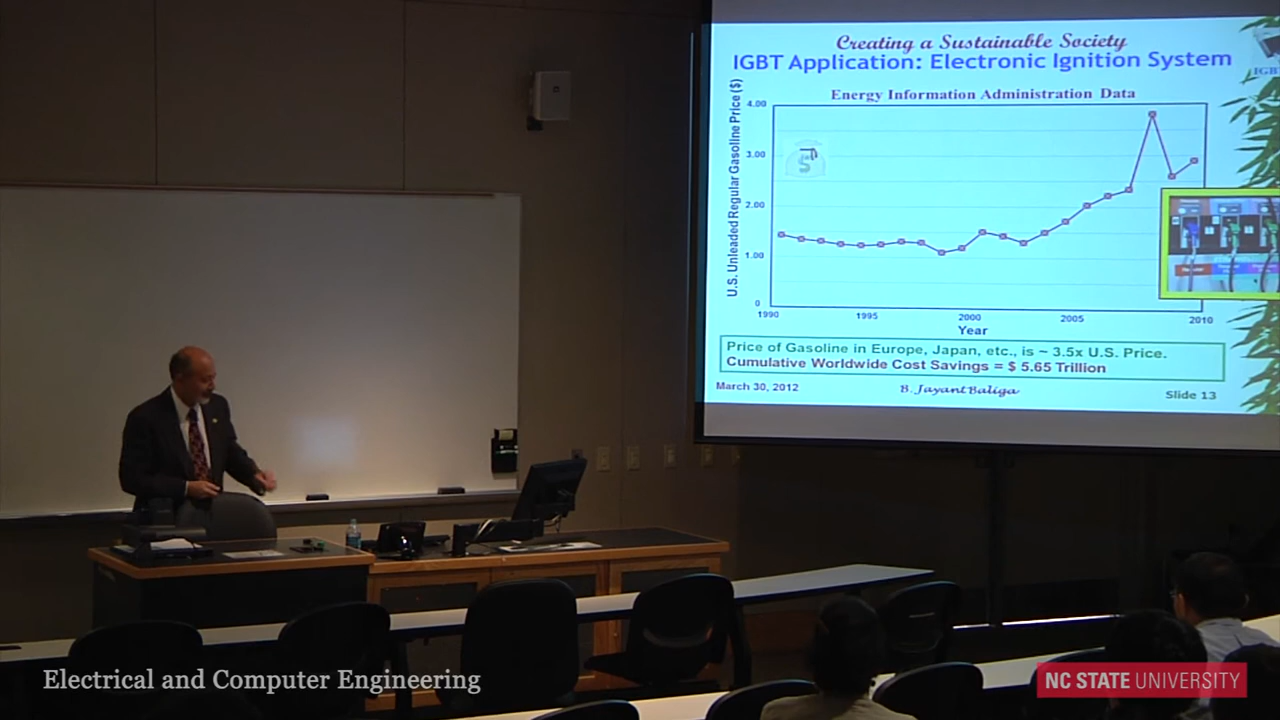 Creating a Sustainable Society
IGBT Application: Electronic Ignition System
IGB
Energy Information Administration Data
U.S. Unleaded Regular Gasoline Price ($)
4.00
3.00
2.00
1.00
0
$
1990
1995
2000
2005
2010
Year
Price of Gasoline in Europe, Japan, etc., is ~ 3.5x U.S. Price.
Cumulative Worldwide Cost Savings = $ 5.65 Trillion
March 30, 2012
B. Jayant Baliga
Slide 13
Electrical and Computer Engineering
NC STATE UNIVERSITY